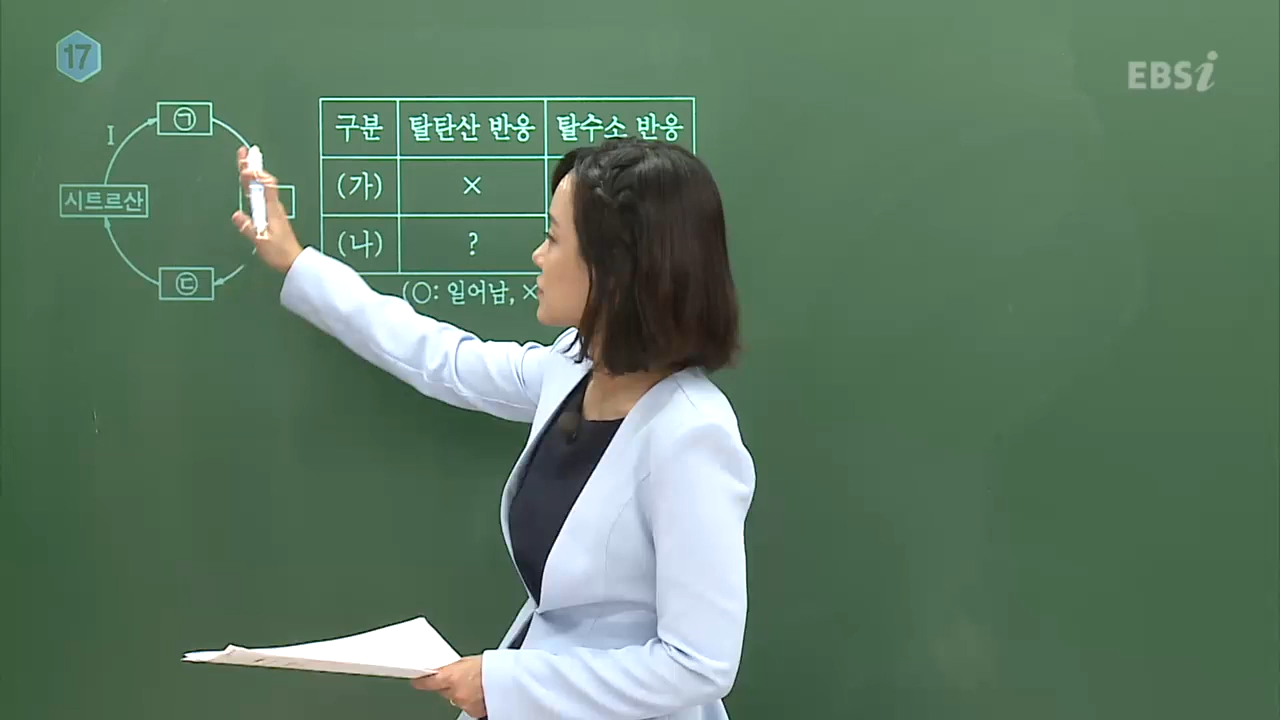 17
EBSi
㉠
I
시트르산
㉢
구분 탈탄산 반응 탈수소 반응
(가) ×
(나) ?
(○: 일어남, ×